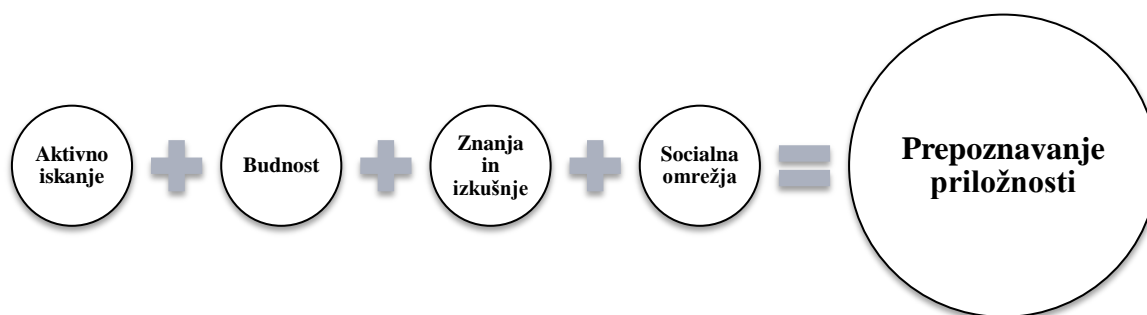 Aktivno
iskanje
Budnost
Znanja
in
izkušnje
Socialna
omrežja
Prepoznavanje
priložnosti